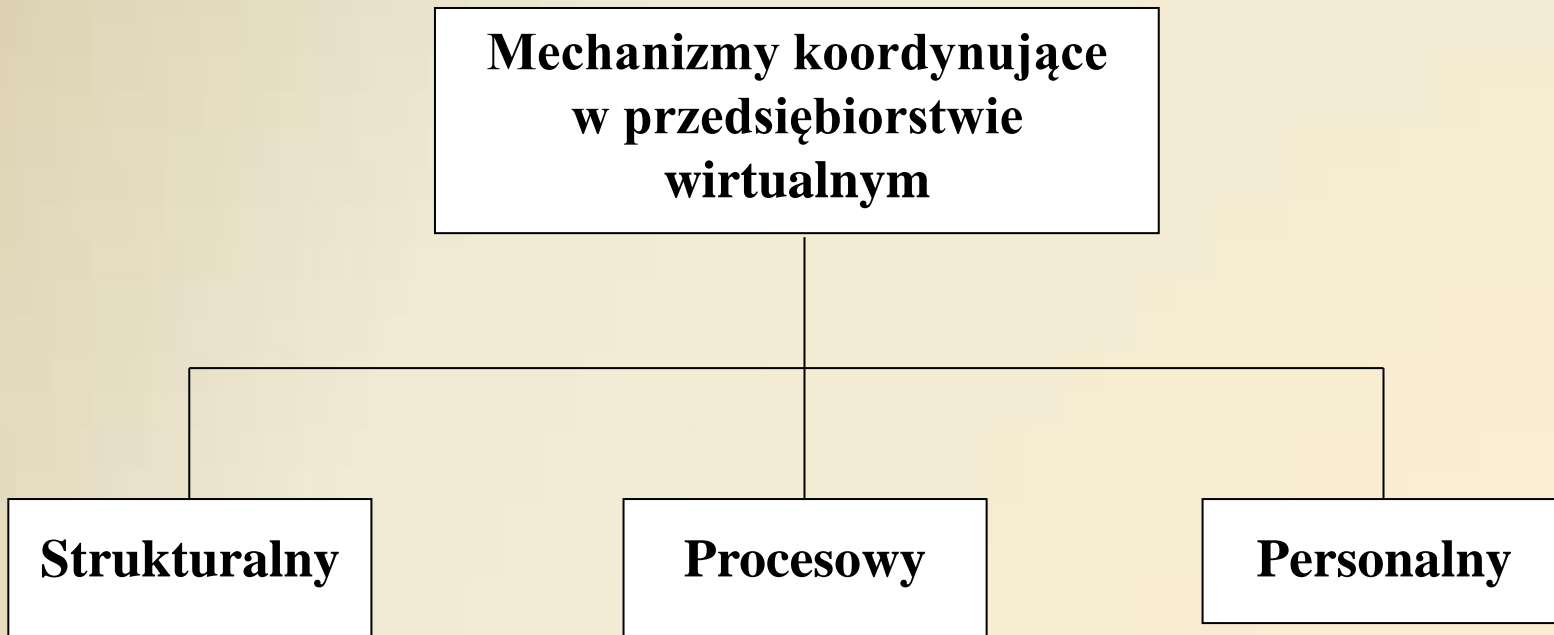 Mechanizmy koordynujące
w przedsiębiorstwie
wirtualnym
Strukturalny
Procesowy
Personalny